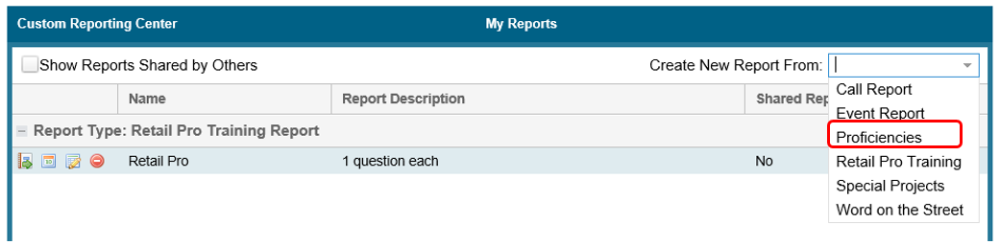 Custom Reporting Center My Reports
Show Reports Shared by Others Create New Report From:
Call Report
Name Report Description Shared Rep
Event Report
Report Type: Retail Pro Training Report
Proficiencies
Retail Pro 1 question each No
Retail Pro Training
Special Projects
Word on the Street